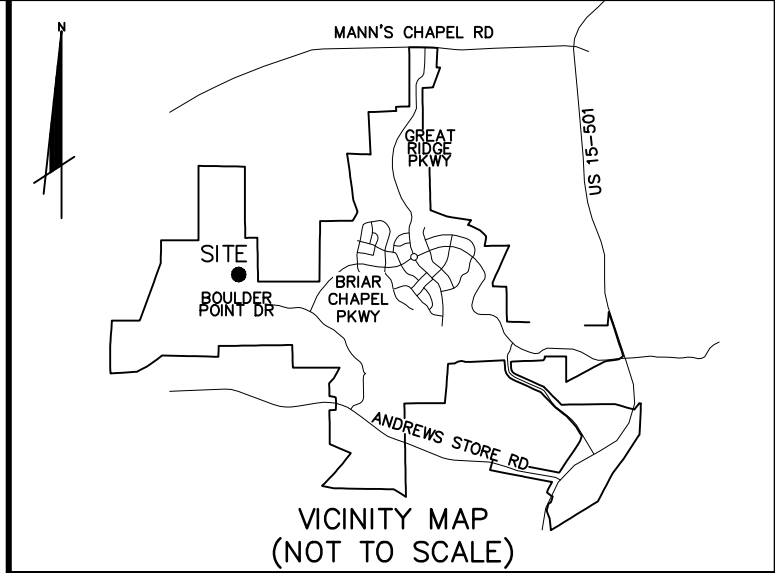 N
MANN'S CHAPEL RD
GREAT
RIDGE
PKWY
US 15-501
SITE
BOULDER
POINT DR
BRIAR
CHAPEL
PKWY
ANDREWS STORE RD
VICINITY MAP
(NOT TO SCALE)